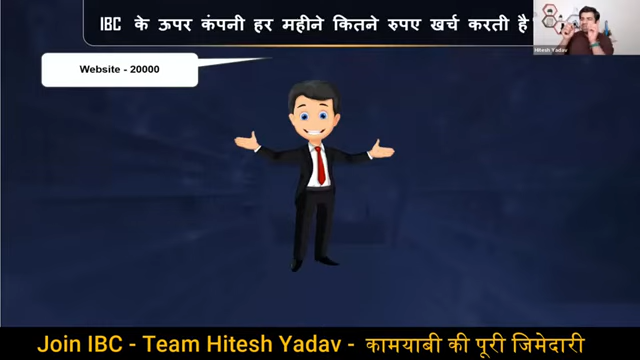 IBC के ऊपर कंपनी हर महीने कितने रुपए खर्च करती है
Hitesh Yadav
Website - 20000
Join IBC - Team Hitesh Yadav - कामयाबी की पूरी जिमेदारी